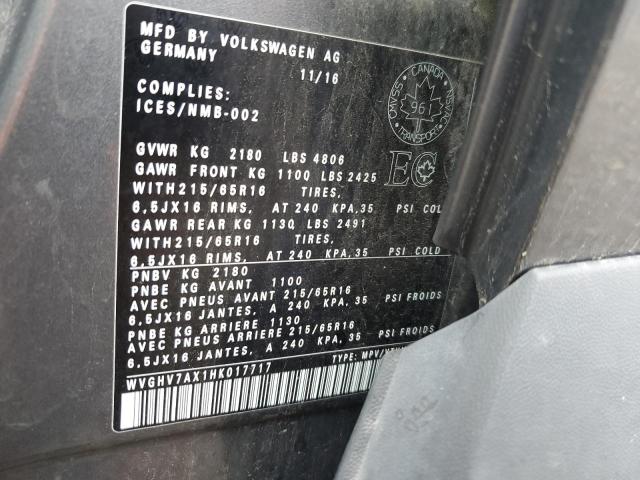 MFD BY VOLKSWAGEN AG
GERMANY
11/16
COMPLIES:
ICES/NMB-002
CANADA
961
TRANSPORT
EC
GVWR KG 2180 LBS 4806
GAWR FRONT KG 1100 LBS 2425
WITH215/65R16 TIRES,
6,5JX16 RIMS, AT 240 KPA,35 PSI COL
GAWR REAR KG 1130 LBS 2491
WITH215/65R16 TIRES,
6,5JX16 RIMS, AT 240 KPA,35 PSI COLD
PNBV KG 2180
PNBE KG AVANT 1100
AVEC PNEUS AVANT 215/65R16
6,5JX16 JANTES, A 240 KPA,35 PSI FROIDS
PNBE KG ARRIERE 1130
AVEC PNEUS ARRIERE 215/65R16
6,5JX16 JANTES, A 240 KPA,35 PSI FROIDS
WVGHV7AX1HK017717 TYPE: MPV/